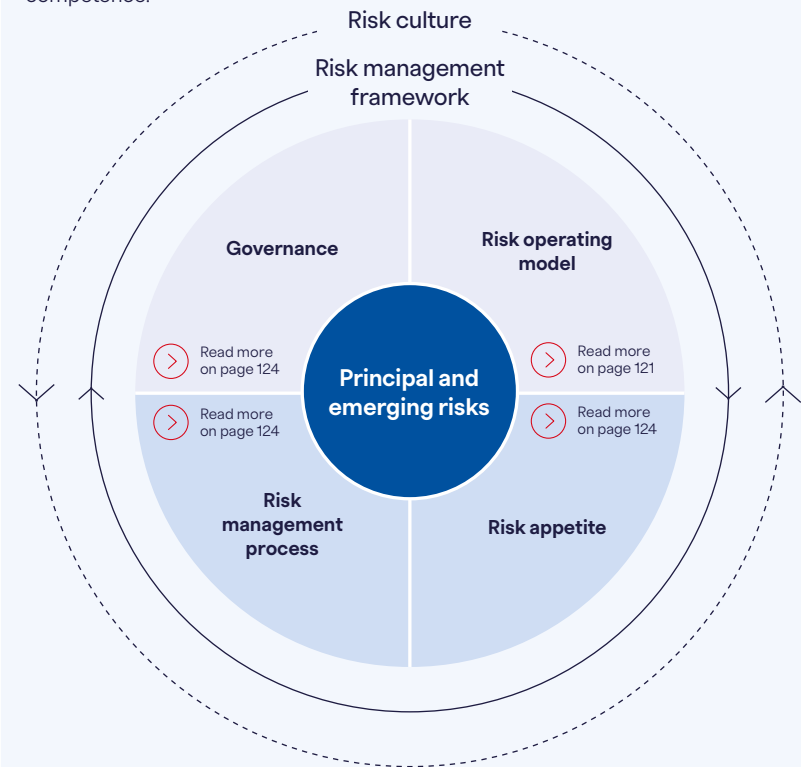 Risk culture
Risk management
framework
Governance
Risk operating
model
Read more
on page 124
Read more
on page 121
Principal and
emerging risks
Read more
on page 124
Read more
on page 124
Risk
management
process
Risk appetite